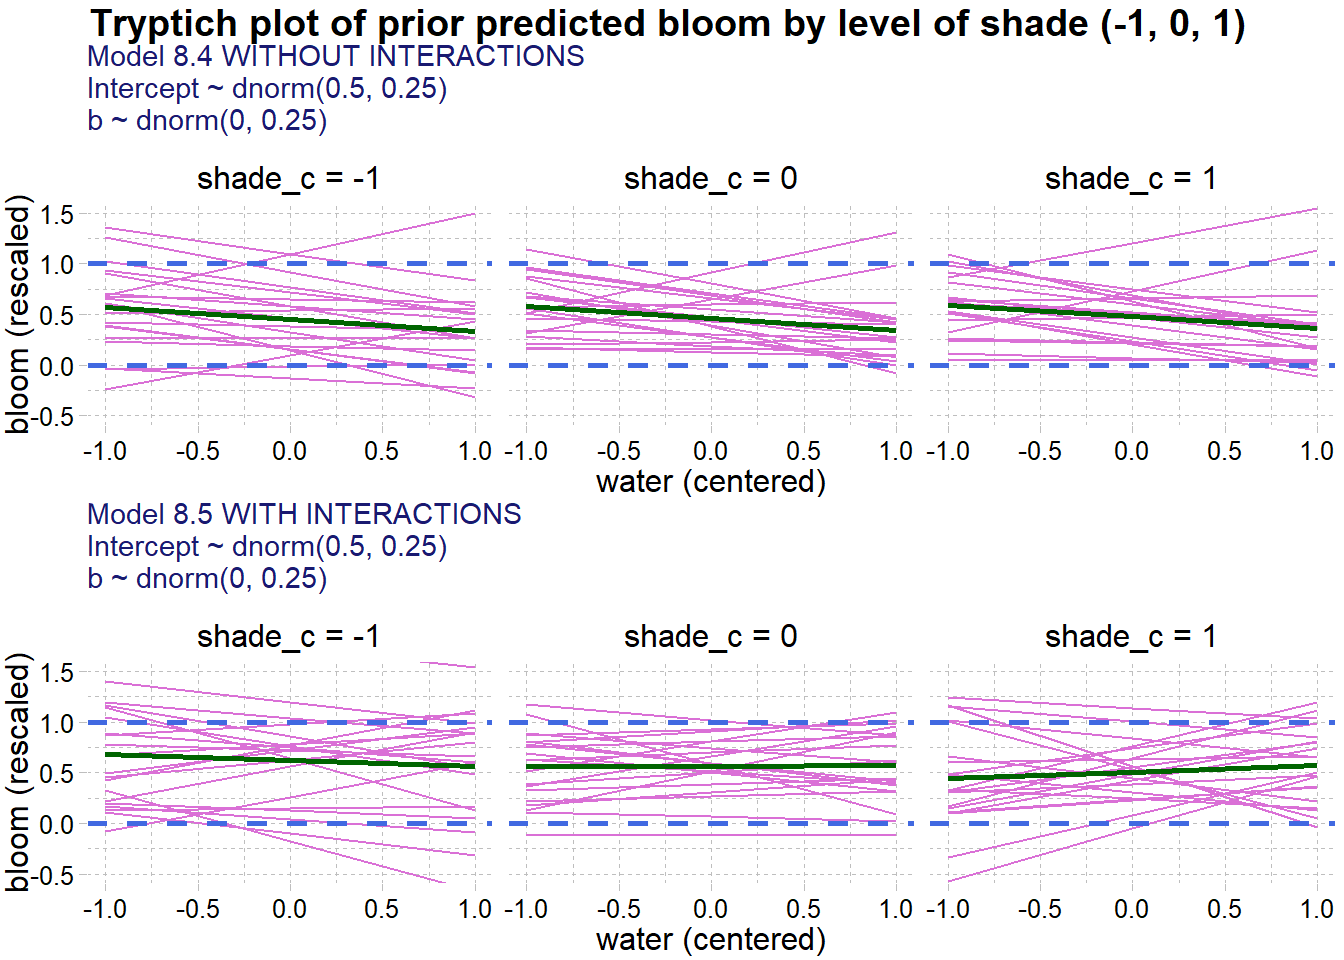 Tryptich plot of prior predicted bloom by level of shade (-1, 0, 1)
Model 8.4 WITHOUT INTERACTIONS
Intercept ~ dnorm(0.5, 0.25)
b ~ dnorm(0, 0.25)
shade_c = -1
shade_c = 0
shade_c = 1
bloom (rescaled)
1.5
1.0
0.5
0.0
-0.5
-1.0 -0.5 0.0 0.5 1.0
-1.0 -0.5 0.0 0.5 1.0
-1.0 -0.5 0.0 0.5 1.0
water (centered)
Model 8.5 WITH INTERACTIONS
Intercept ~ dnorm(0.5, 0.25)
b ~ dnorm(0, 0.25)
shade_c = -1
shade_c = 0
shade_c = 1
bloom (rescaled)
1.5
1.0
0.5
0.0
-0.5
-1.0 -0.5 0.0 0.5 1.0
-1.0 -0.5 0.0 0.5 1.0
-1.0 -0.5 0.0 0.5 1.0
water (centered)